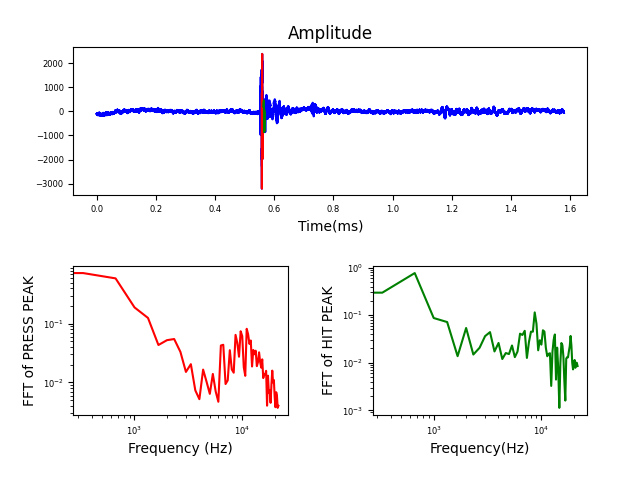 Amplitude
2000
1000
0
−1000
−2000
−3000
0.0 0.2 0.4 0.6 0.8 1.0 1.2 1.4 1.6
Time(ms)
FFT of PRESS PEAK
10⁻¹
10⁻²
10³ 10⁴
Frequency (Hz)
FFT of HIT PEAK
10⁰
10⁻¹
10⁻²
10⁻³
10³ 10⁴
Frequency(Hz)